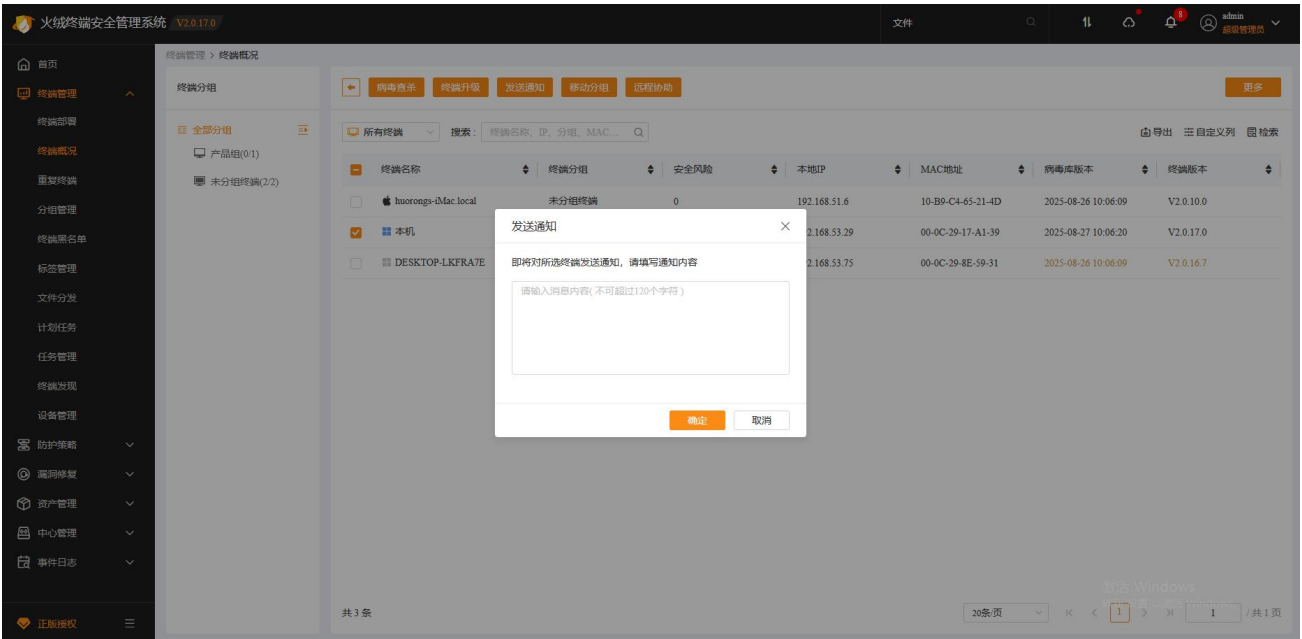 火绒终端安全管理系统 V2.0.17.0
文件
8
admin
超级管理员
首页
终端管理
终端部署
终端概况
重复终端
分组管理
终端黑名单
标签管理
文件分发
计划任务
任务管理
终端发现
设备管理
防护策略
漏洞修复
资产管理
中心管理
事件日志
正版授权
终端管理 > 终端概况
终端分组
全部分组
产品组(0/1)
未分组终端(2/2)
病毒查杀 终端升级 发送通知 移动分组 远程协助 更多
所有终端 搜索: 终端名称、IP、分组、MAC... 导出 自定义列 检索
终端名称 终端分组 安全风险 本地IP MAC地址 病毒库版本 终端版本
huorongs-iMac.local 未分组终端 0 192.168.51.6 10-B9-C4-65-21-4D 2025-08-26 10:06:09 V2.0.10.0
本机 2.168.53.29 00-0C-29-17-A1-39 2025-08-27 10:06:20 V2.0.17.0
DESKTOP-LKFRA7E 2.168.53.75 00-0C-29-8E-59-31 2025-08-26 10:06:09 V2.0.16.7
发送通知
即将对所选终端发送通知，请填写通知内容
请输入消息内容(不可超过120个字符)
确定 取消
激活 Windows
共 3 条 20条/页 1 1 /共 1 页